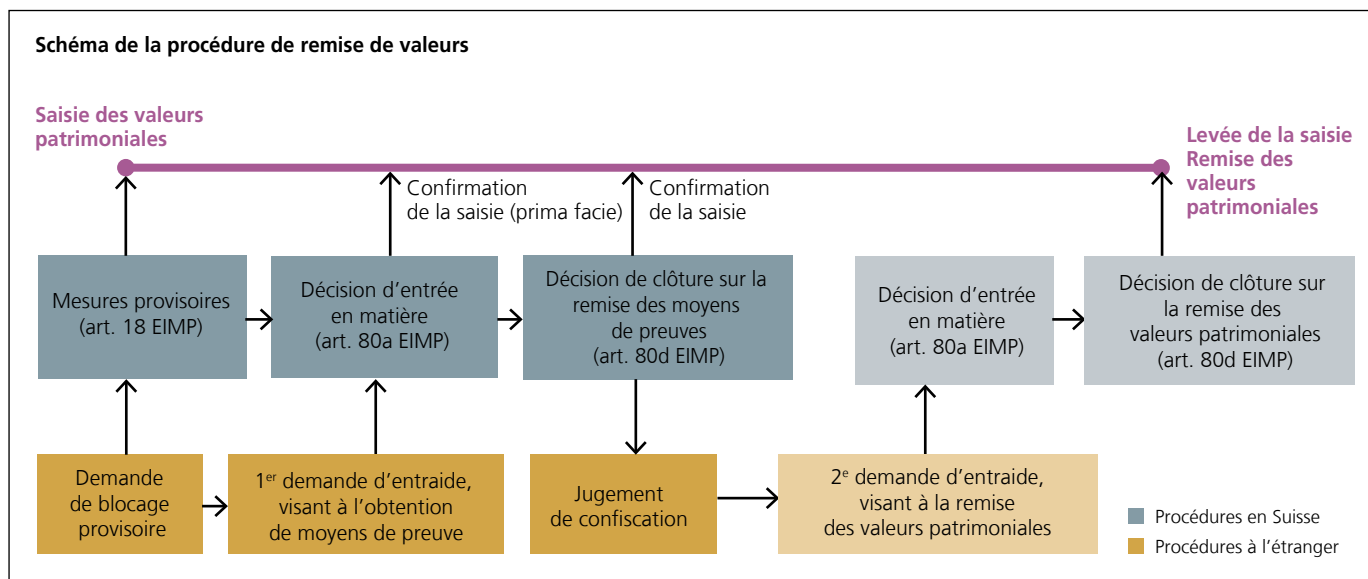 Schéma de la procédure de remise de valeurs
Saisie des valeurs
patrimoniales
Levée de la saisie
Remise des
valeurs
patrimoniales
Confirmation
de la saisie (prima facie)
Confirmation
de la saisie
Mesures provisoires
(art. 18 EIMP)
Décision d'entrée
en matière
(art. 80a EIMP)
Décision de clôture sur la
remise des moyens
de preuves
(art. 80d EIMP)
Décision d'entrée
en matière
(art. 80a EIMP)
Décision de clôture sur
la remise des
valeurs patrimoniales
(art. 80d EIMP)
Demande
de blocage
provisoire
1er demande d'entraide,
visant à l'obtention
de moyens de preuve
Jugement
de confiscation
2e demande d'entraide,
visant à la remise
des valeurs patrimoniales
Procédures en Suisse
Procédures à l'étranger